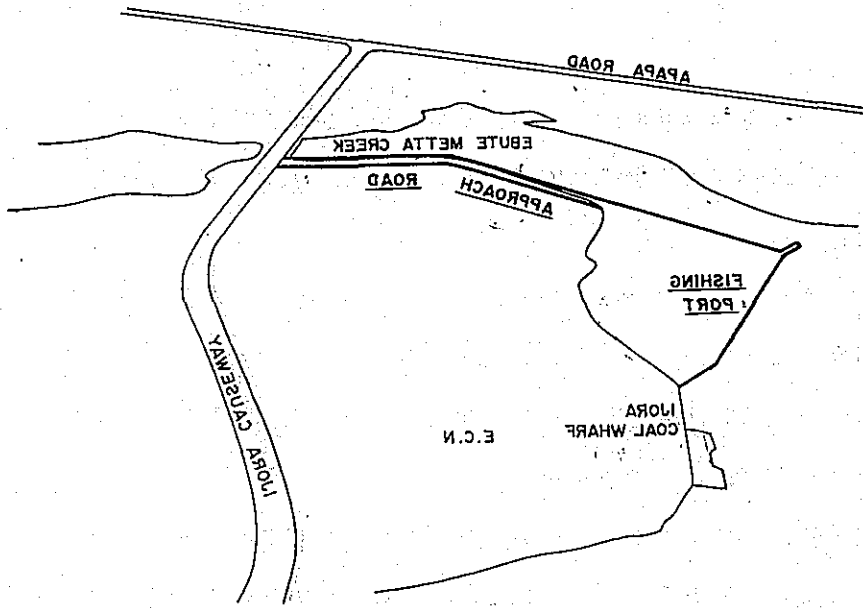 APAPA ROAD
EBUTE METTA CREEK
APPROACH
ROAD
FISHING
PORT
IJORA CAUSEWAY
IJORA
COAL WHARF
E.C.N